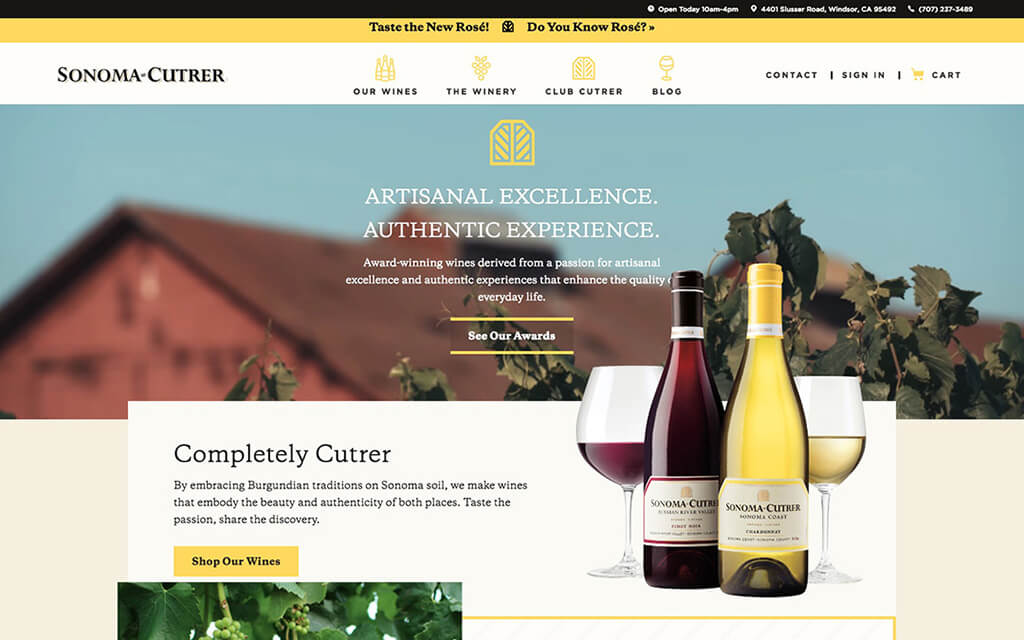 Open Today 10am-4pm
4401 Slusser Road, Windsor, CA 95492
(707) 237-3489
Taste the New Rosé!
Do You Know Rosé? »
SONOMA-CUTRER
OUR WINES
THE WINERY
CLUB CUTRER
BLOG
CONTACT
SIGN IN
CART
ARTISANAL EXCELLENCE.
AUTHENTIC EXPERIENCE.
Award-winning wines derived from a passion for artisanal
excellence and authentic experiences that enhance the quality
everyday life.
See Our Awards
Completely Cutrer
By embracing Burgundian traditions on Sonoma soil, we make wines
that embody the beauty and authenticity of both places. Taste the
passion, share the discovery.
Shop Our Wines
SONOMA-CUTRER
RUSSIAN RIVER VALLEY
PINOT NOIR
SONOMA-CUTRER
SONOMA COAST
CHARDONNAY